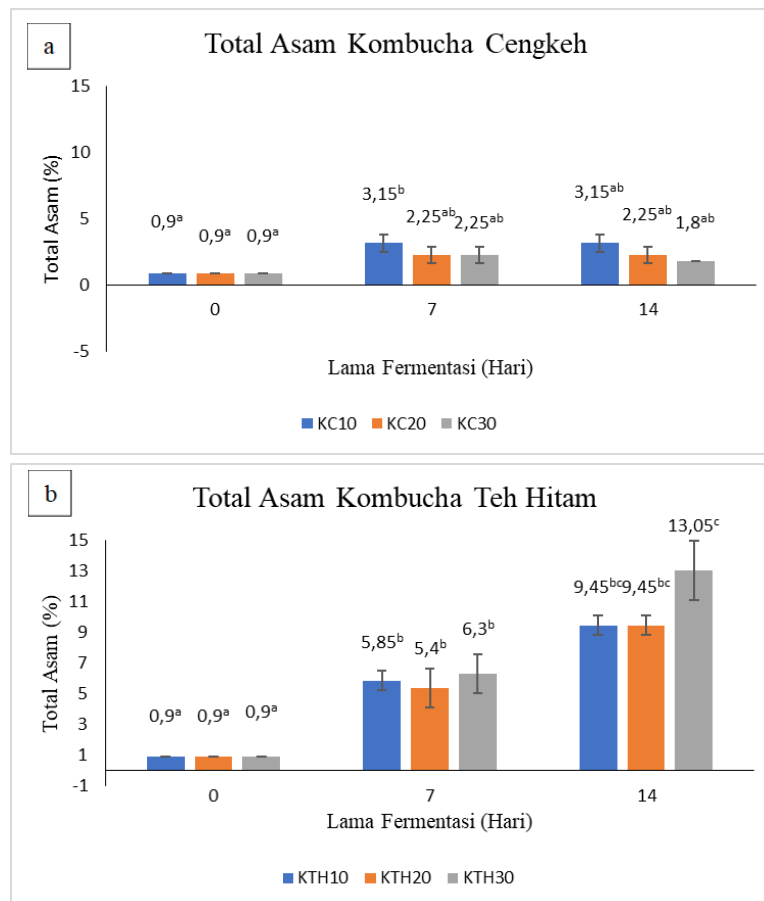 a
Total Asam Kombucha Cengkeh
15
10
5
0
-5
Total Asam (%)
0,9ᵃ 0,9ᵃ 0,9ᵃ
3,15ᵇ 2,25ᵃᵇ 2,25ᵃᵇ
3,15ᵃᵇ 2,25ᵃᵇ 1,8ᵃᵇ
0 7 14
Lama Fermentasi (Hari)
KC10 KC20 KC30
b
Total Asam Kombucha Teh Hitam
15
13
11
9
7
5
3
1
-1
Total Asam (%)
0,9ᵃ 0,9ᵃ 0,9ᵃ
5,85ᵇ 5,4ᵇ 6,3ᵇ
9,45ᵇᶜ 9,45ᵇᶜ 13,05ᶜ
0 7 14
Lama Fermentasi (Hari)
KTH10 KTH20 KTH30